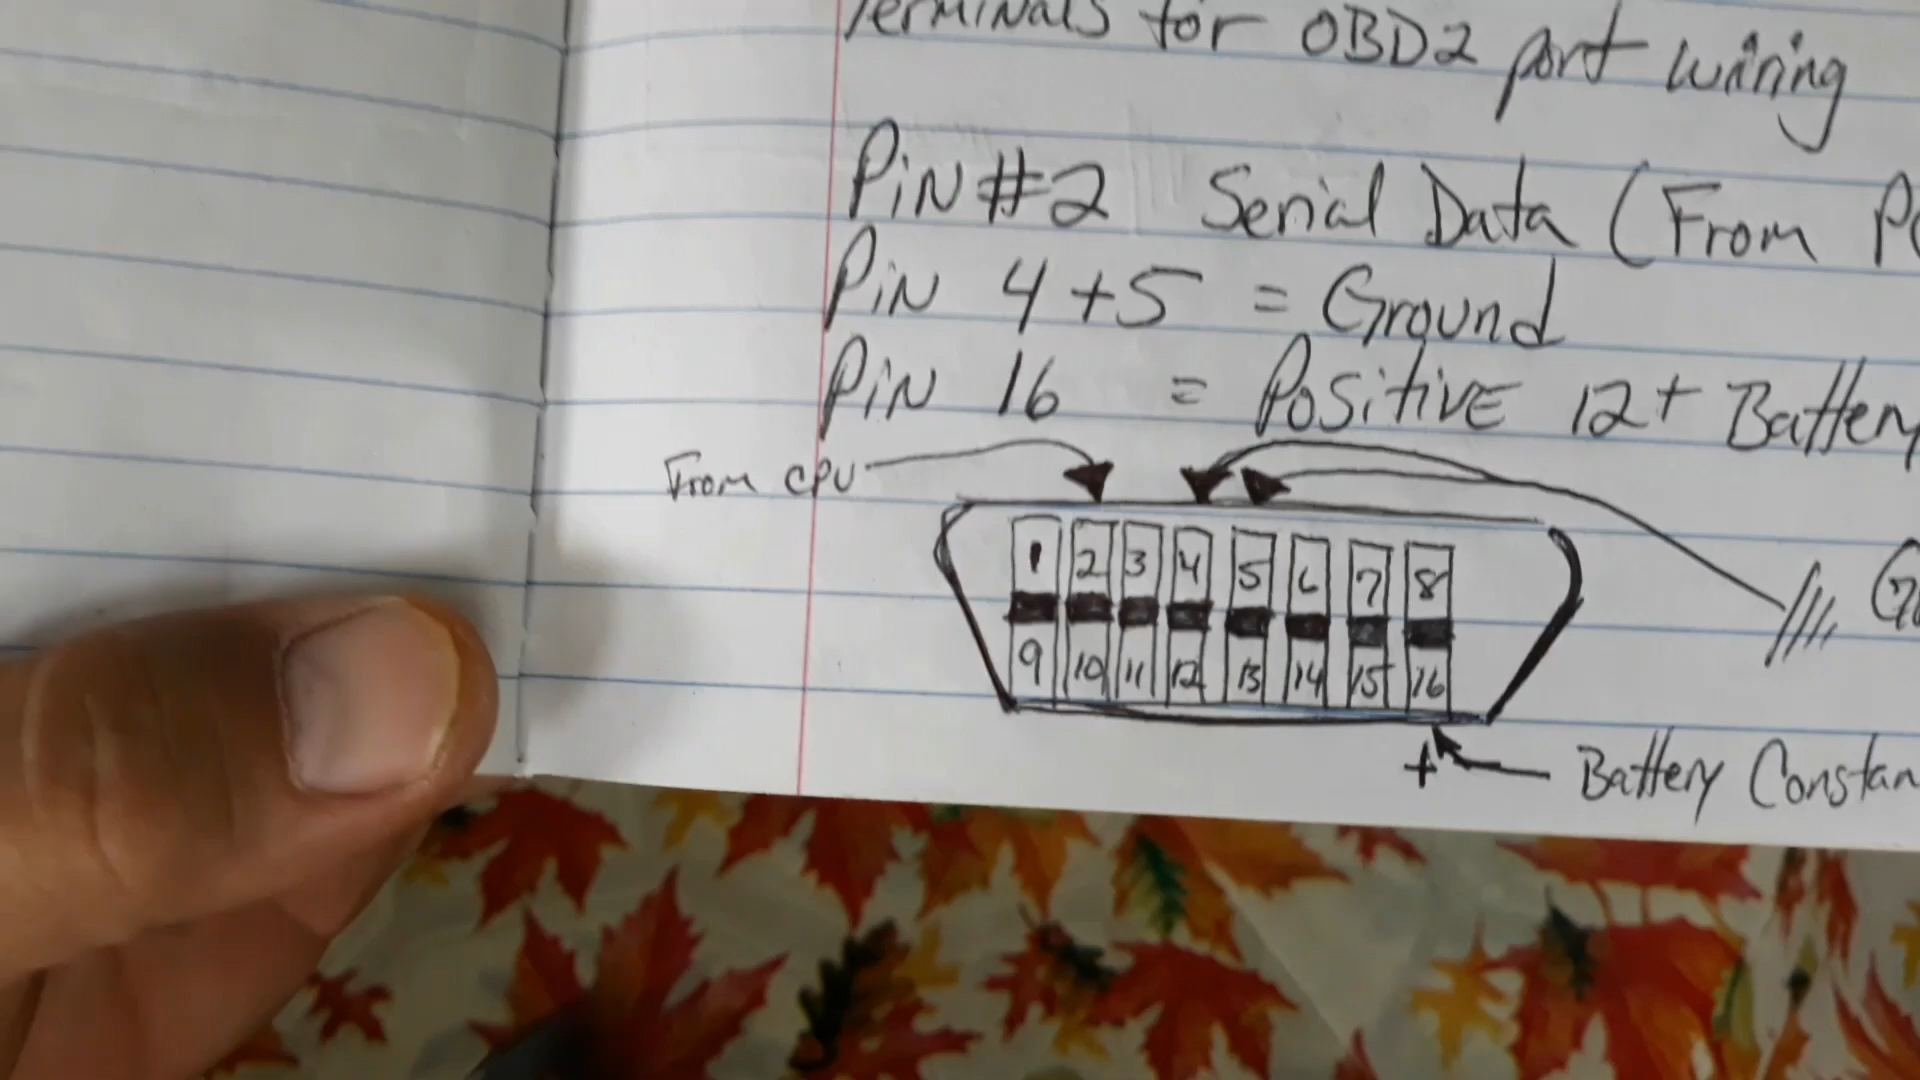 Terminals for OBD2 port wiring
PiN #2 Serial Data (From
PiN 4+5 = Ground
PiN 16 = PositivE 12+ Battery
From CPU
1 2 3 4 5 6 7 8
9 10 11 12 13 14 15 16
+ Battery Constan